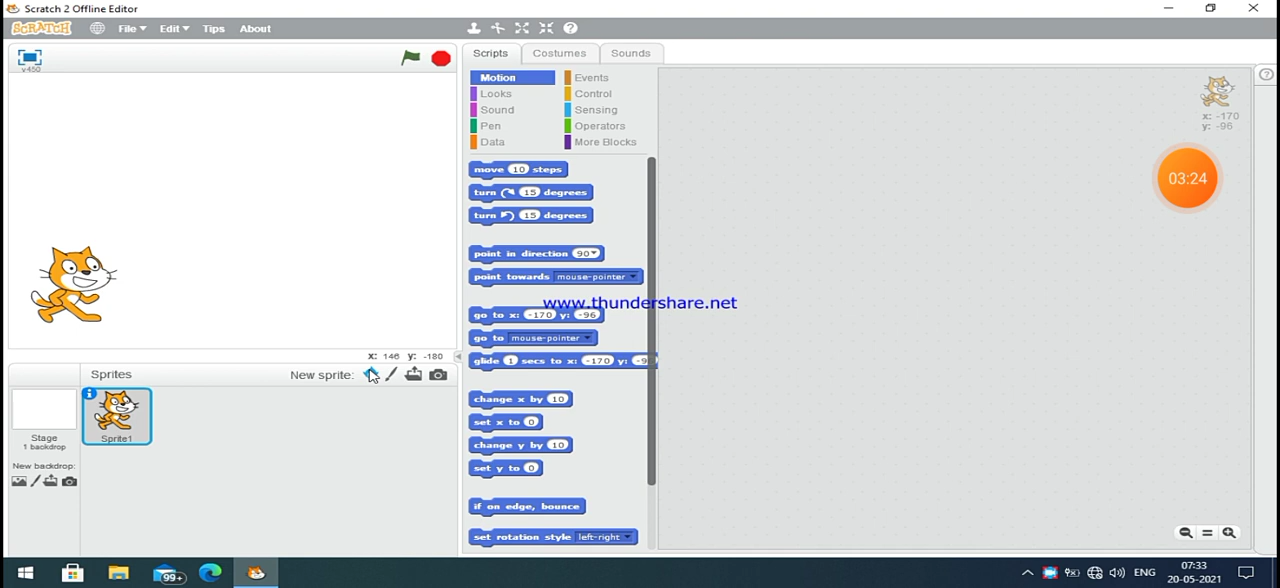 Scratch 2 Offline Editor
SCRATCH File Edit Tips About
v450
Scripts Costumes Sounds
Motion Events
Looks Control
Sound Sensing
Pen Operators
Data More Blocks
x: -170
y: -96
03:24
move 10 steps
turn 15 degrees
turn 15 degrees
point in direction 90
point towards mouse-pointer
www.thundershare.net
go to x: -170 y: -96
go to mouse-pointer
glide 1 secs to x: -170 y: -9
change x by 10
set x to 0
change y by 10
set y to 0
if on edge, bounce
set rotation style left-right
x: 146 y: -180
Sprites New sprite:
Sprite1
Stage
1 backdrop
New backdrop:
99+
ENG
07:33
20-05-2021